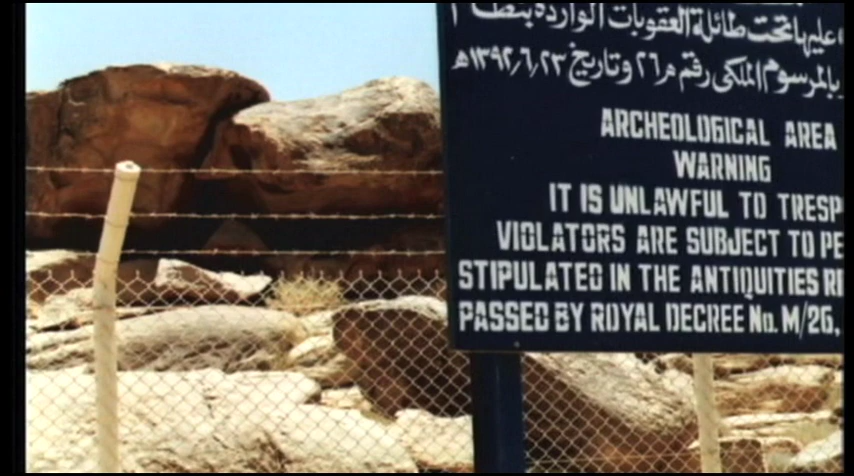 عليها تحت طائلة العقوبات الواردة بنظام
بالمرسوم الملكي رقم م/٢٦ وتاريخ ١٣٩٢/٦/٢٣هـ
ARCHEOLOGICAL AREA
WARNING
IT IS UNLAWFUL TO TRESP
VIOLATORS ARE SUBJECT TO PE
STIPULATED IN THE ANTIQUITIES
PASSED BY ROYAL DECREE No. M/26,